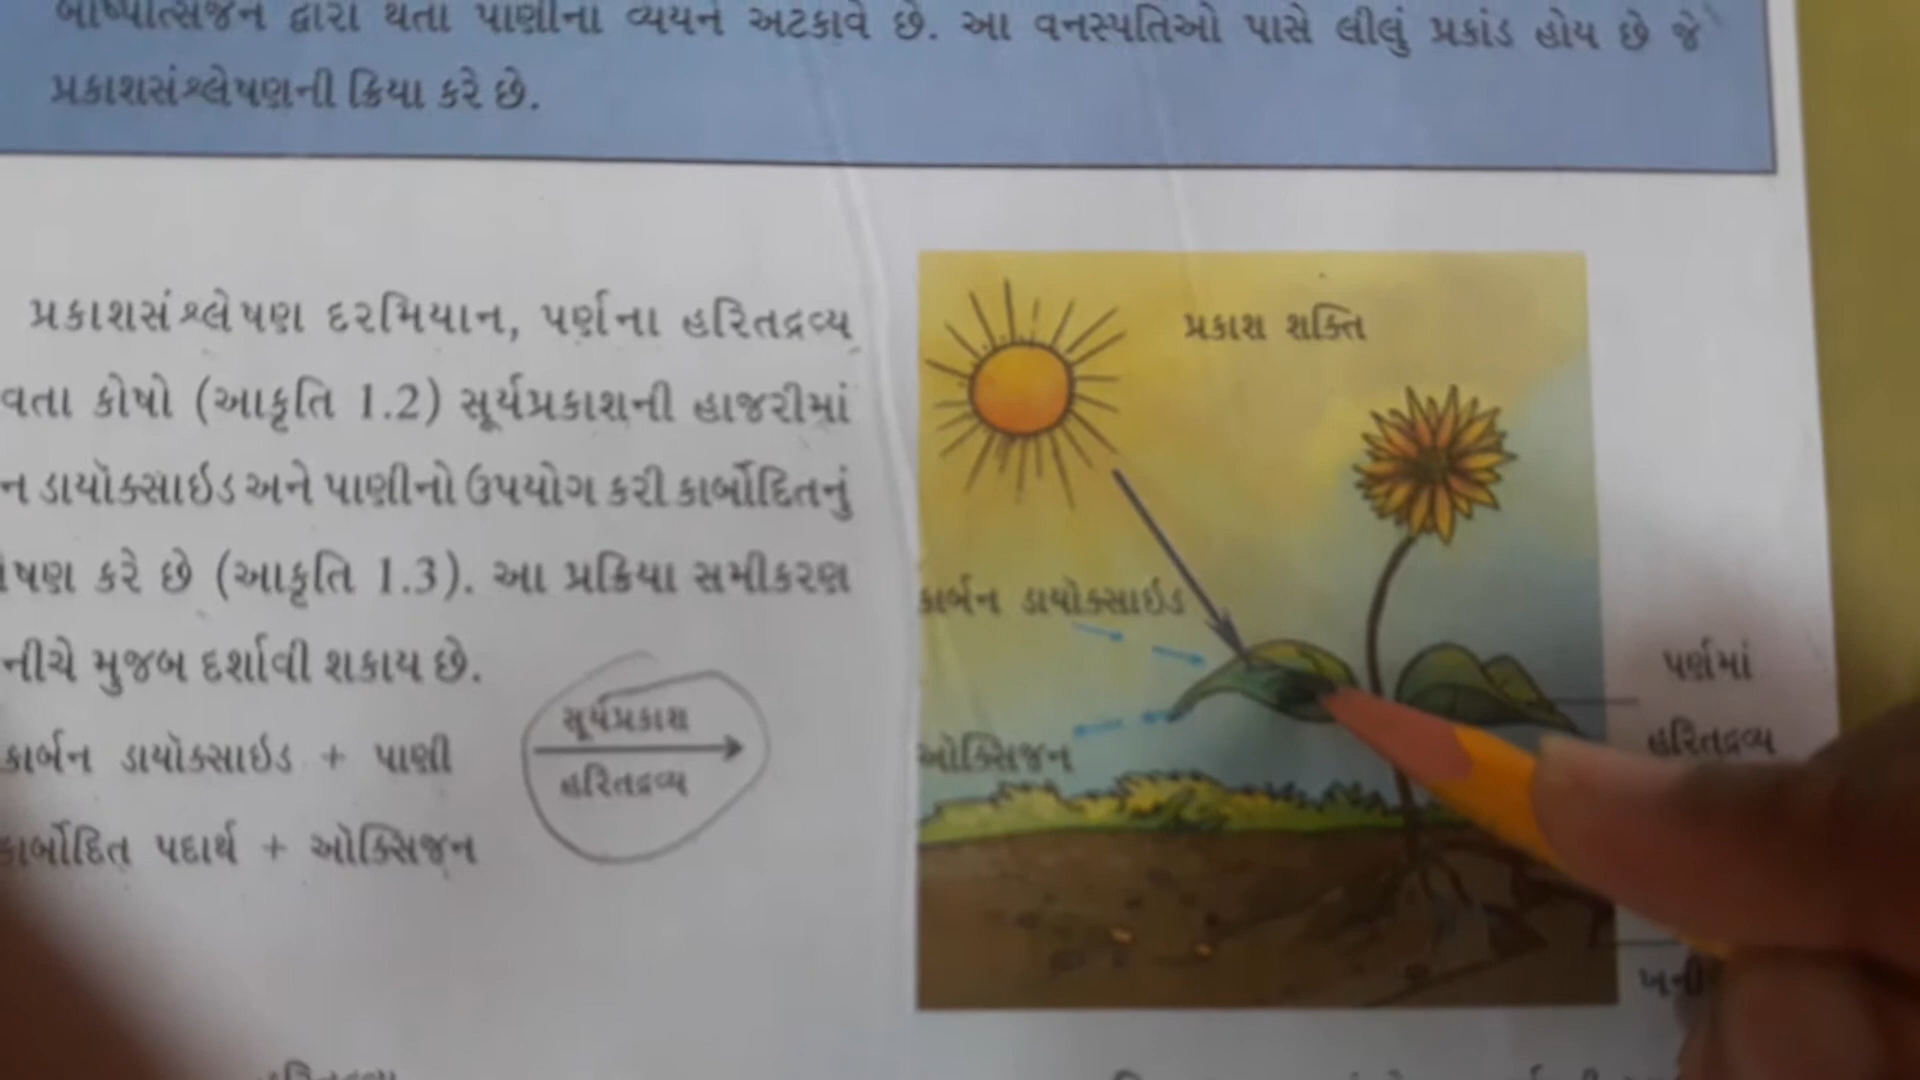 બાષ્પોત્સર્જન દ્વારા થતા પાણીના વ્યયને અટકાવે છે. આ વનસ્પતિઓ પાસે લીલું પ્રકાંડ હોય છે જે
પ્રકાશસંશ્લેષણની ક્રિયા કરે છે.
પ્રકાશસંશ્લેષણ દરમિયાન, પર્ણના હરિતદ્રવ્ય
વતા કોષો (આકૃતિ 1.2) સૂર્યપ્રકાશની હાજરીમાં
ન ડાયૉક્સાઇડ અને પાણીનો ઉપયોગ કરી કાર્બોદિતનું
ષણ કરે છે (આકૃતિ 1.3). આ પ્રક્રિયા સમીકરણ
નીચે મુજબ દર્શાવી શકાય છે.
કાર્બન ડાયૉક્સાઇડ + પાણી
સૂર્યપ્રકાશ
હરિતદ્રવ્ય
કાર્બોદિત પદાર્થ + ઑક્સિજન
પ્રકાશ શક્તિ
કાર્બન ડાયૉક્સાઇડ
ઑક્સિજન
પર્ણમાં
હરિતદ્રવ્ય
ખની